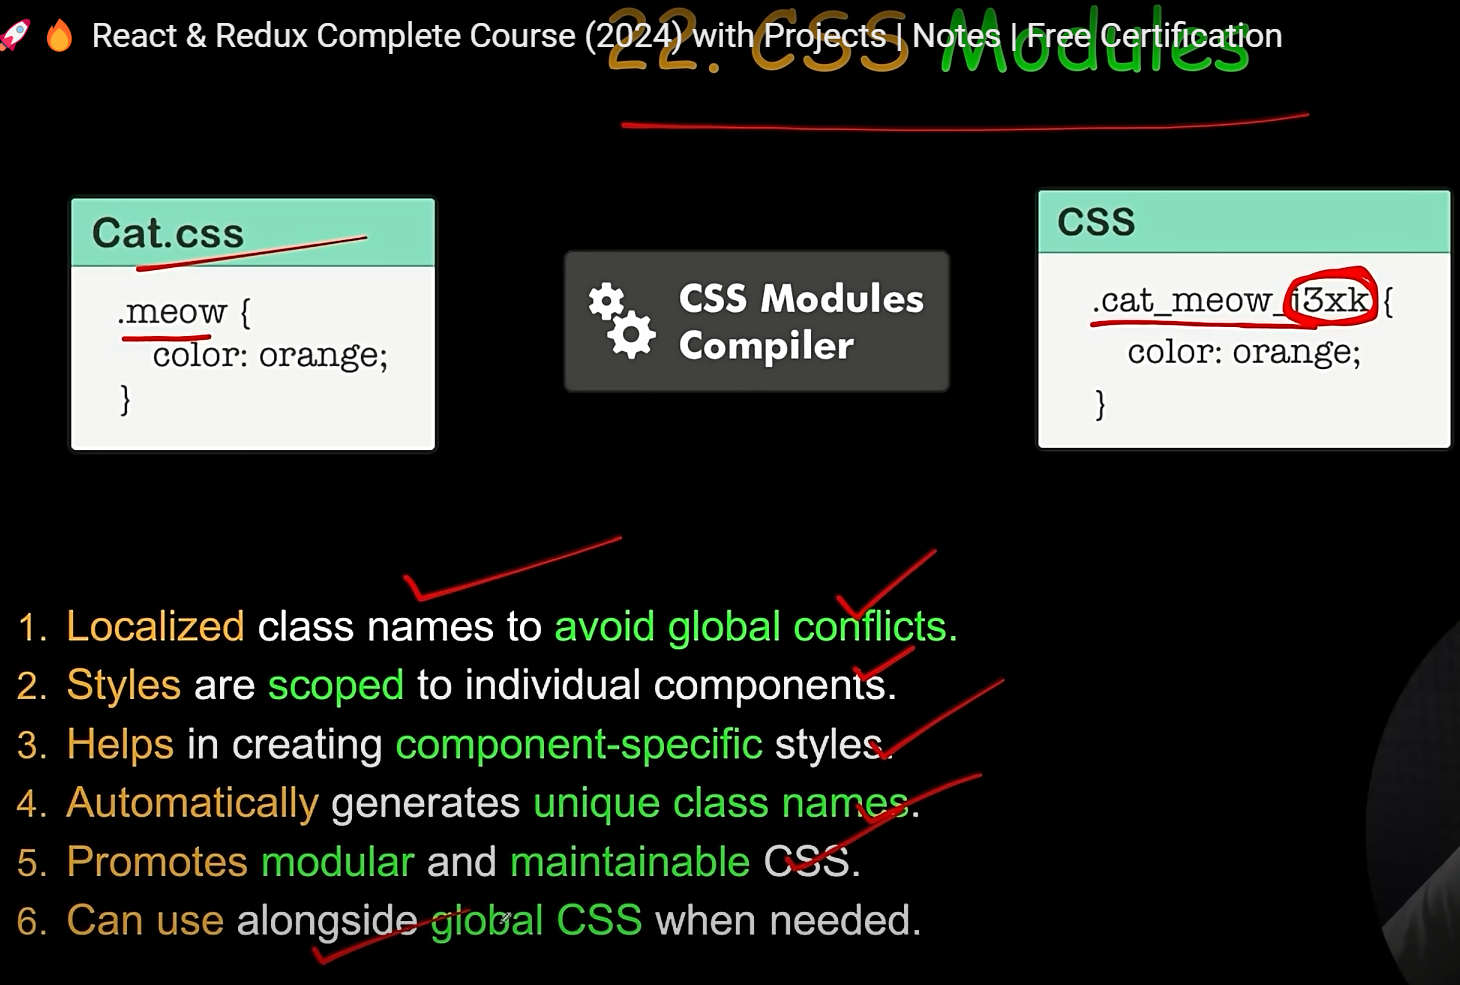 🚀🔥 React & Redux Complete Course (2024) with Projects | Notes | Free Certification
22. CSS Modules
Cat.css
.meow {
color: orange;
}
CSS Modules
Compiler
CSS
.cat_meow_i3xk {
color: orange;
}
1. Localized class names to avoid global conflicts.
2. Styles are scoped to individual components.
3. Helps in creating component-specific styles.
4. Automatically generates unique class names.
5. Promotes modular and maintainable CSS.
6. Can use alongside global CSS when needed.